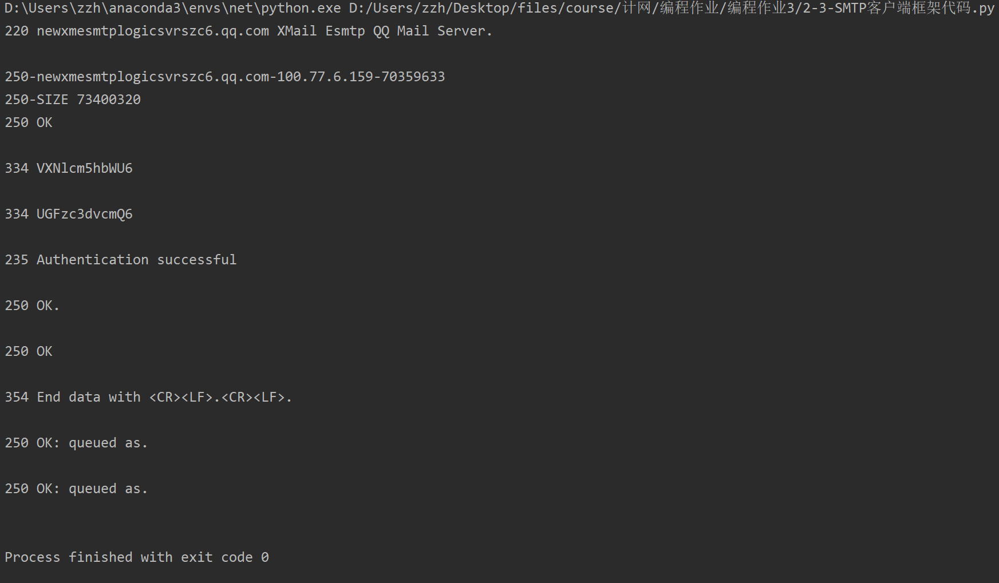 D:\Users\zzh\anaconda3\envs\net\python.exe D:/Users/zzh/Desktop/files/course/计网/编程作业/编程作业3/2-3-SMTP客户端框架代码.py
220 newxmesmtplogicsvrszc6.qq.com XMail Esmtp QQ Mail Server.
250-newxmesmtplogicsvrszc6.qq.com-100.77.6.159-70359633
250-SIZE 73400320
250 OK
334 VXNlcm5hbWU6
334 UGFzc3dvcmQ6
235 Authentication successful
250 OK.
250 OK
354 End data with <CR><LF>.<CR><LF>.
250 OK: queued as.
250 OK: queued as.
Process finished with exit code 0